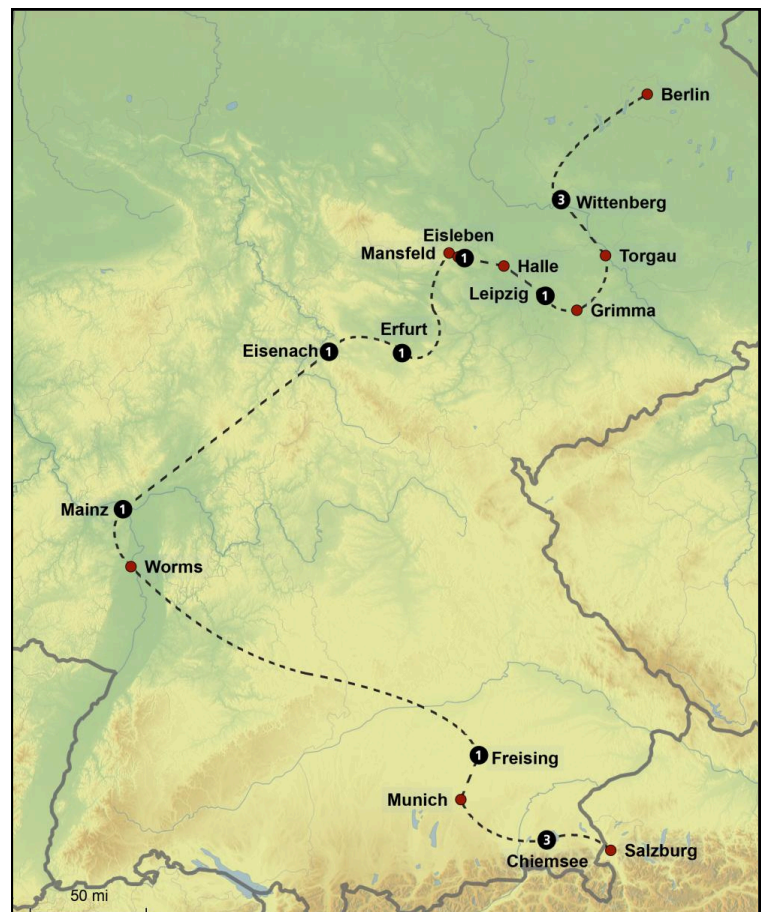 Berlin
3 Wittenberg
Eisleben
Mansfeld 1
Torgau
Halle
Leipzig 1
Grimma
Erfurt
Eisenach 1
1
Mainz 1
Worms
1 Freising
Munich
3
Chiemsee
Salzburg
50 mi